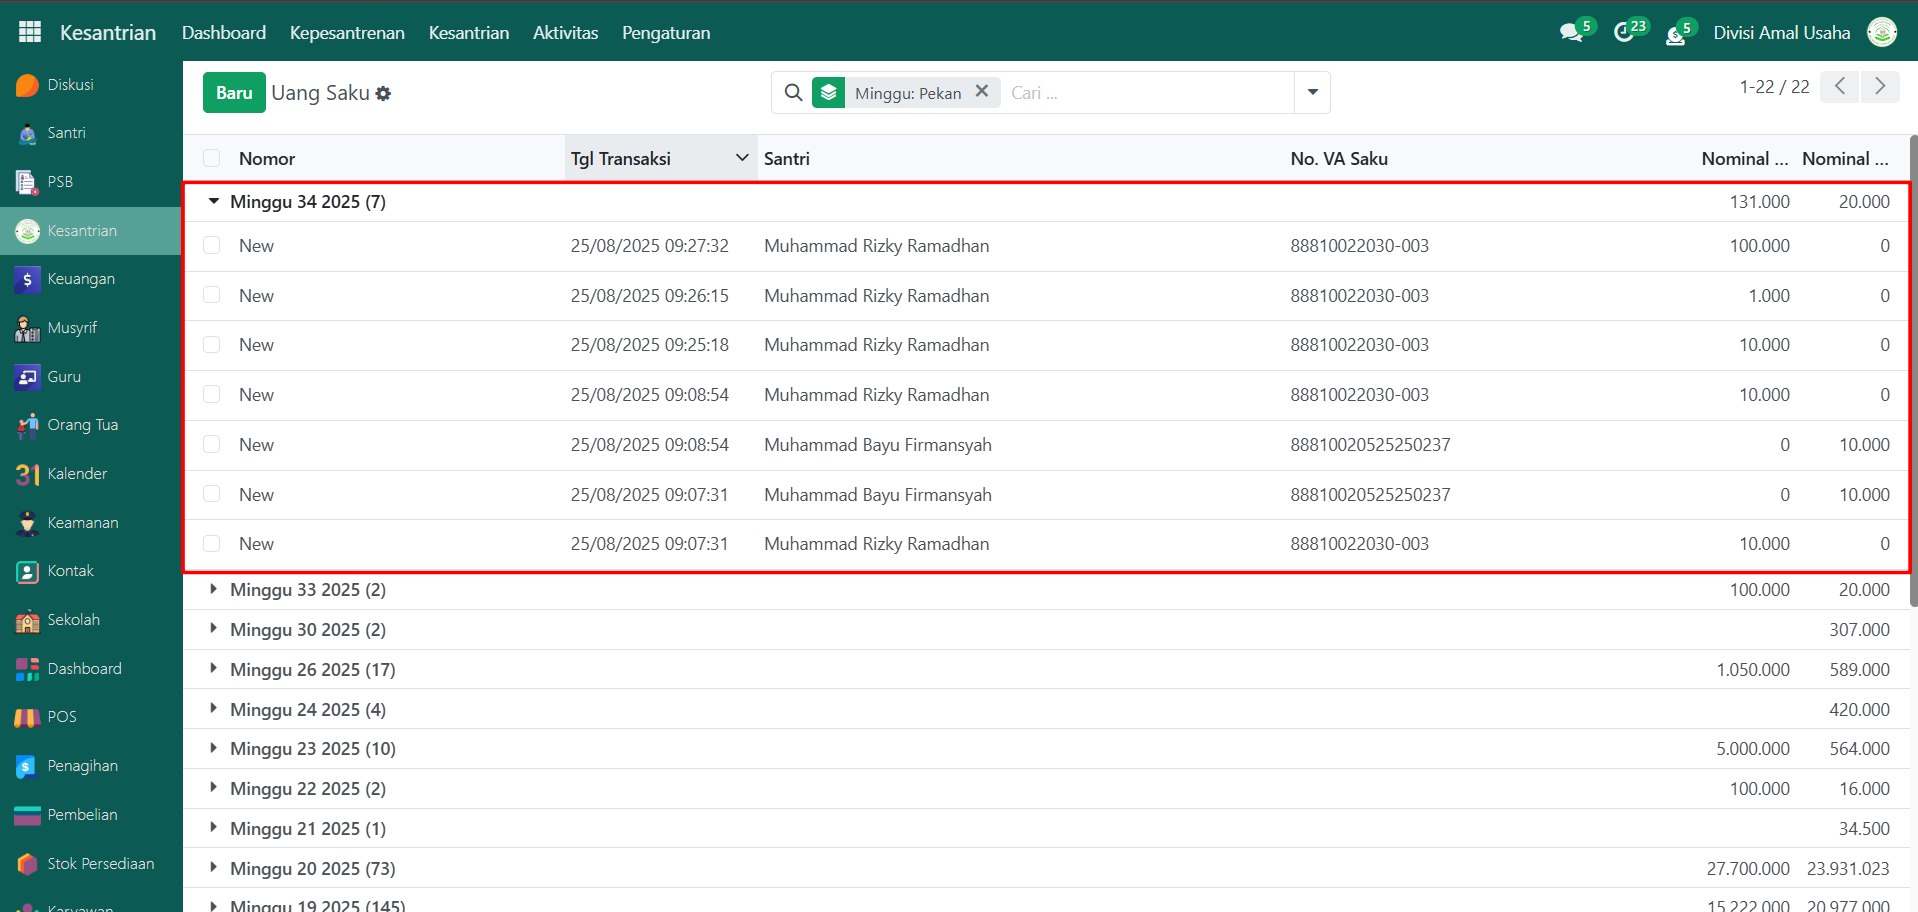 Kesantrian Dashboard Kepesantrenan Kesantrian Aktivitas Pengaturan 5 23 5 Divisi Amal Usaha
Diskusi
Santri
PSB
Kesantrian
Keuangan
Musyrif
Guru
Orang Tua
31 Kalender
Keamanan
Kontak
Sekolah
Dashboard
POS
Penagihan
Pembelian
Stok Persediaan
Karyawan
Baru Uang Saku Minggu: Pekan Cari ... 1-22 / 22
Nomor Tgl Transaksi Santri No. VA Saku Nominal ... Nominal ...
Minggu 34 2025 (7) 131.000 20.000
New 25/08/2025 09:27:32 Muhammad Rizky Ramadhan 88810022030-003 100.000 0
New 25/08/2025 09:26:15 Muhammad Rizky Ramadhan 88810022030-003 1.000 0
New 25/08/2025 09:25:18 Muhammad Rizky Ramadhan 88810022030-003 10.000 0
New 25/08/2025 09:08:54 Muhammad Rizky Ramadhan 88810022030-003 10.000 0
New 25/08/2025 09:08:54 Muhammad Bayu Firmansyah 88810020525250237 0 10.000
New 25/08/2025 09:07:31 Muhammad Bayu Firmansyah 88810020525250237 0 10.000
New 25/08/2025 09:07:31 Muhammad Rizky Ramadhan 88810022030-003 10.000 0
Minggu 33 2025 (2) 100.000 20.000
Minggu 30 2025 (2) 307.000
Minggu 26 2025 (17) 1.050.000 589.000
Minggu 24 2025 (4) 420.000
Minggu 23 2025 (10) 5.000.000 564.000
Minggu 22 2025 (2) 100.000 16.000
Minggu 21 2025 (1) 34.500
Minggu 20 2025 (73) 27.700.000 23.931.023
Minggu 19 2025 (145) 15.222.000 20.977.000